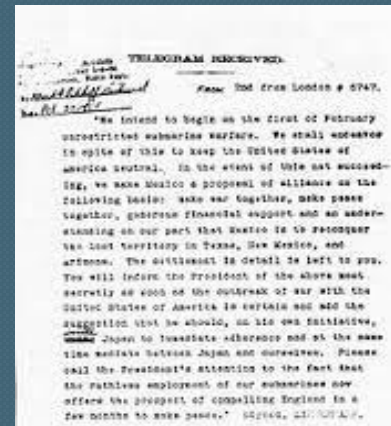 TELEGRAM RECEIVED.
FROM 2nd from London # 5747.
"We intend to begin on the first of February
unrestricted submarine warfare. We shall endeavor
in spite of this to keep the United States of
America neutral. In the event of this not succeed-
ing, we make Mexico a proposal of alliance on the
following basis: make war together, make peace
together, generous financial support and an under-
standing on our part that Mexico is to reconquer
the lost territory in Texas, New Mexico, and
Arizona. The settlement in detail is left to you.
You will inform the President of the above most
secretly as soon as the outbreak of war with the
United States of America is certain and add the
suggestion that he should, on his own initiative,
Japan to immediate adherence and at the same
time mediate between Japan and ourselves. Please
call the President's attention to the fact that
the ruthless employment of our submarines now
offers the prospect of compelling England in a
few months to make peace." Signed, ZIMMERMANN.